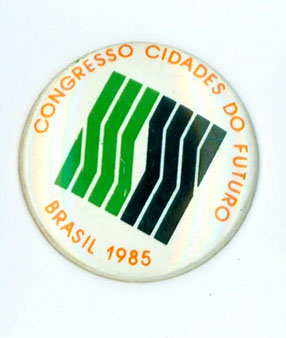 CONGRESSO CIDADES DO FUTURO
BRASIL 1985